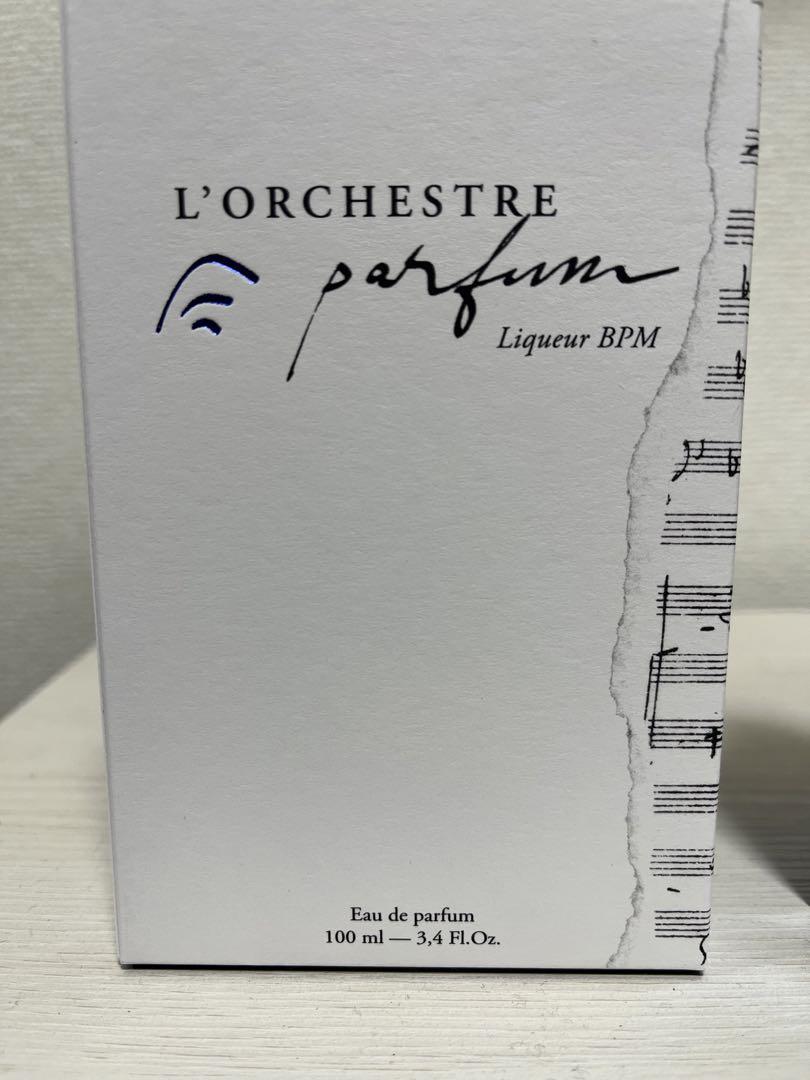 L'ORCHESTRE
parfum
Liqueur BPM
Eau de parfum
100 ml — 3,4 Fl.Oz.